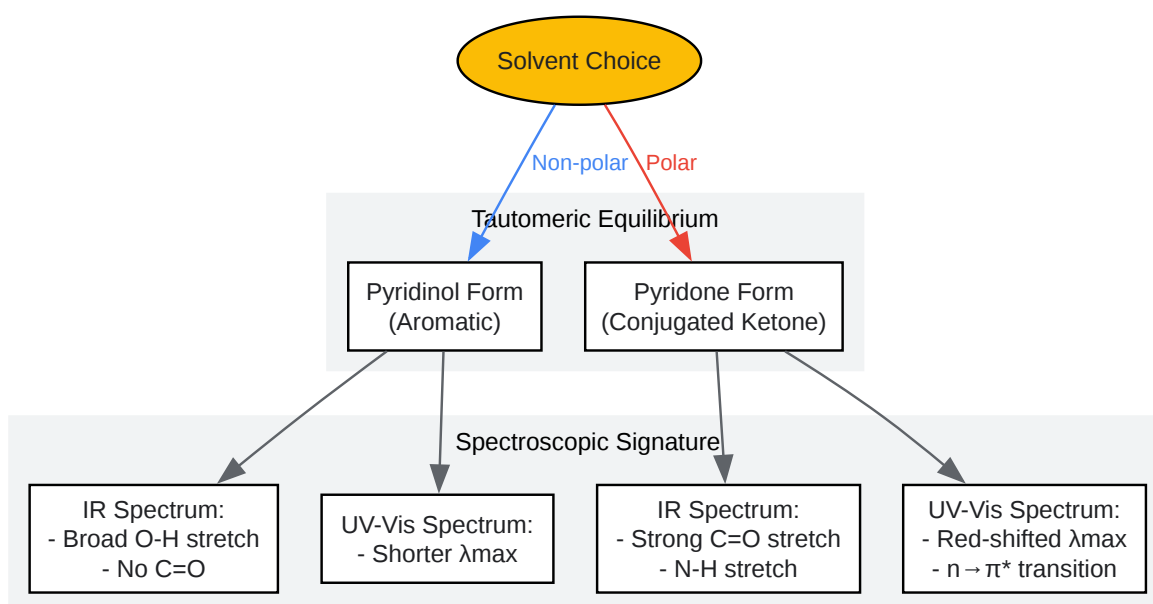 Solvent Choice
Non-polar
Polar
Tautomeric Equilibrium
Pyridinol Form
(Aromatic)
Pyridone Form
(Conjugated Ketone)
Spectroscopic Signature
IR Spectrum:
- Broad O-H stretch
- No C=O
UV-Vis Spectrum:
- Shorter λmax
IR Spectrum:
- Strong C=O stretch
- N-H stretch
UV-Vis Spectrum:
- Red-shifted λmax
- n→π* transition